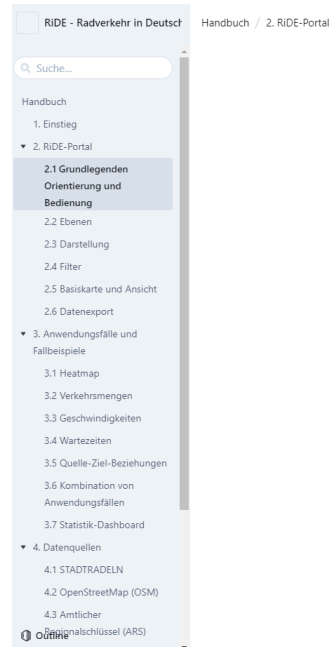 RiDE - Radverkehr in Deutsch
Handbuch / 2. RiDE-Portal
Suche...
Handbuch
1. Einstieg
2. RiDE-Portal
2.1 Grundlegenden
Orientierung und
Bedienung
2.2 Ebenen
2.3 Darstellung
2.4 Filter
2.5 Basiskarte und Ansicht
2.6 Datenexport
3. Anwendungsfälle und
Fallbeispiele
3.1 Heatmap
3.2 Verkehrsmengen
3.3 Geschwindigkeiten
3.4 Wartezeiten
3.5 Quelle-Ziel-Beziehungen
3.6 Kombination von
Anwendungsfällen
3.7 Statistik-Dashboard
4. Datenquellen
4.1 STADTRADELN
4.2 OpenStreetMap (OSM)
4.3 Amtlicher
Regionalschlüssel (ARS)
Outline